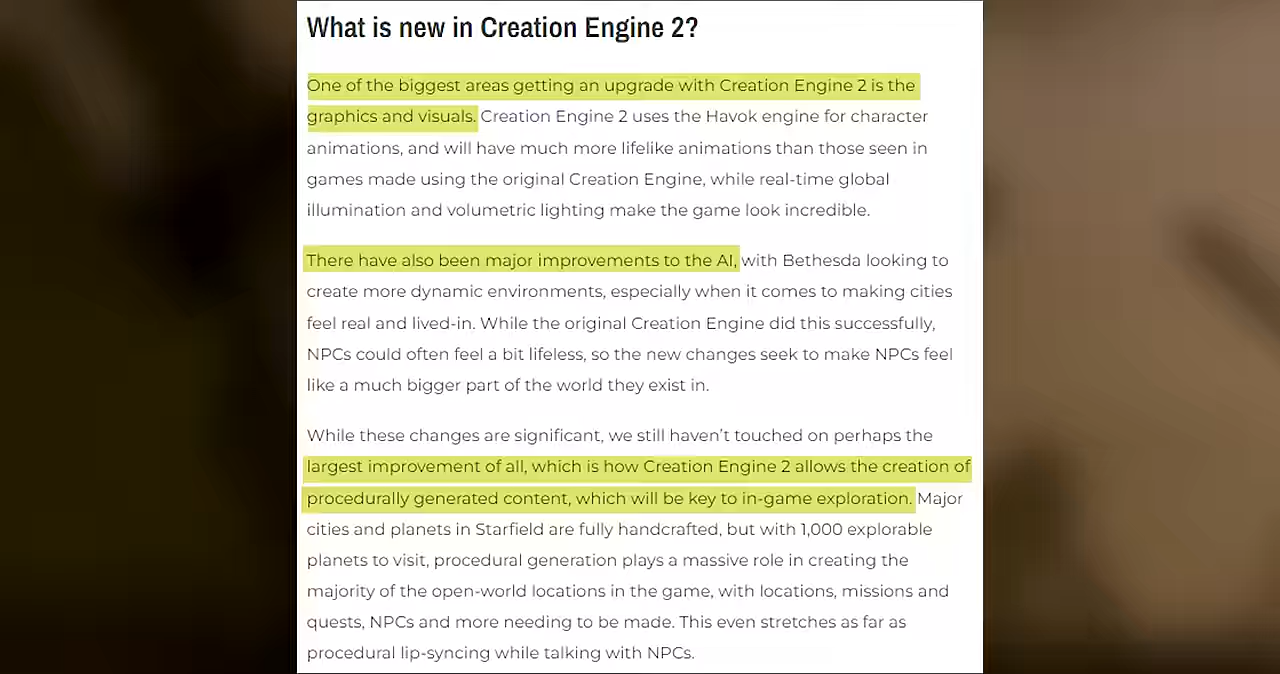 What is new in Creation Engine 2?
One of the biggest areas getting an upgrade with Creation Engine 2 is the
graphics and visuals. Creation Engine 2 uses the Havok engine for character
animations, and will have much more lifelike animations than those seen in
games made using the original Creation Engine, while real-time global
illumination and volumetric lighting make the game look incredible.
There have also been major improvements to the AI, with Bethesda looking to
create more dynamic environments, especially when it comes to making cities
feel real and lived-in. While the original Creation Engine did this successfully,
NPCs could often feel a bit lifeless, so the new changes seek to make NPCs feel
like a much bigger part of the world they exist in.
While these changes are significant, we still haven't touched on perhaps the
largest improvement of all, which is how Creation Engine 2 allows the creation of
procedurally generated content, which will be key to in-game exploration. Major
cities and planets in Starfield are fully handcrafted, but with 1,000 explorable
planets to visit, procedural generation plays a massive role in creating the
majority of the open-world locations in the game, with locations, missions and
quests, NPCs and more needing to be made. This even stretches as far as
procedural lip-syncing while talking with NPCs.